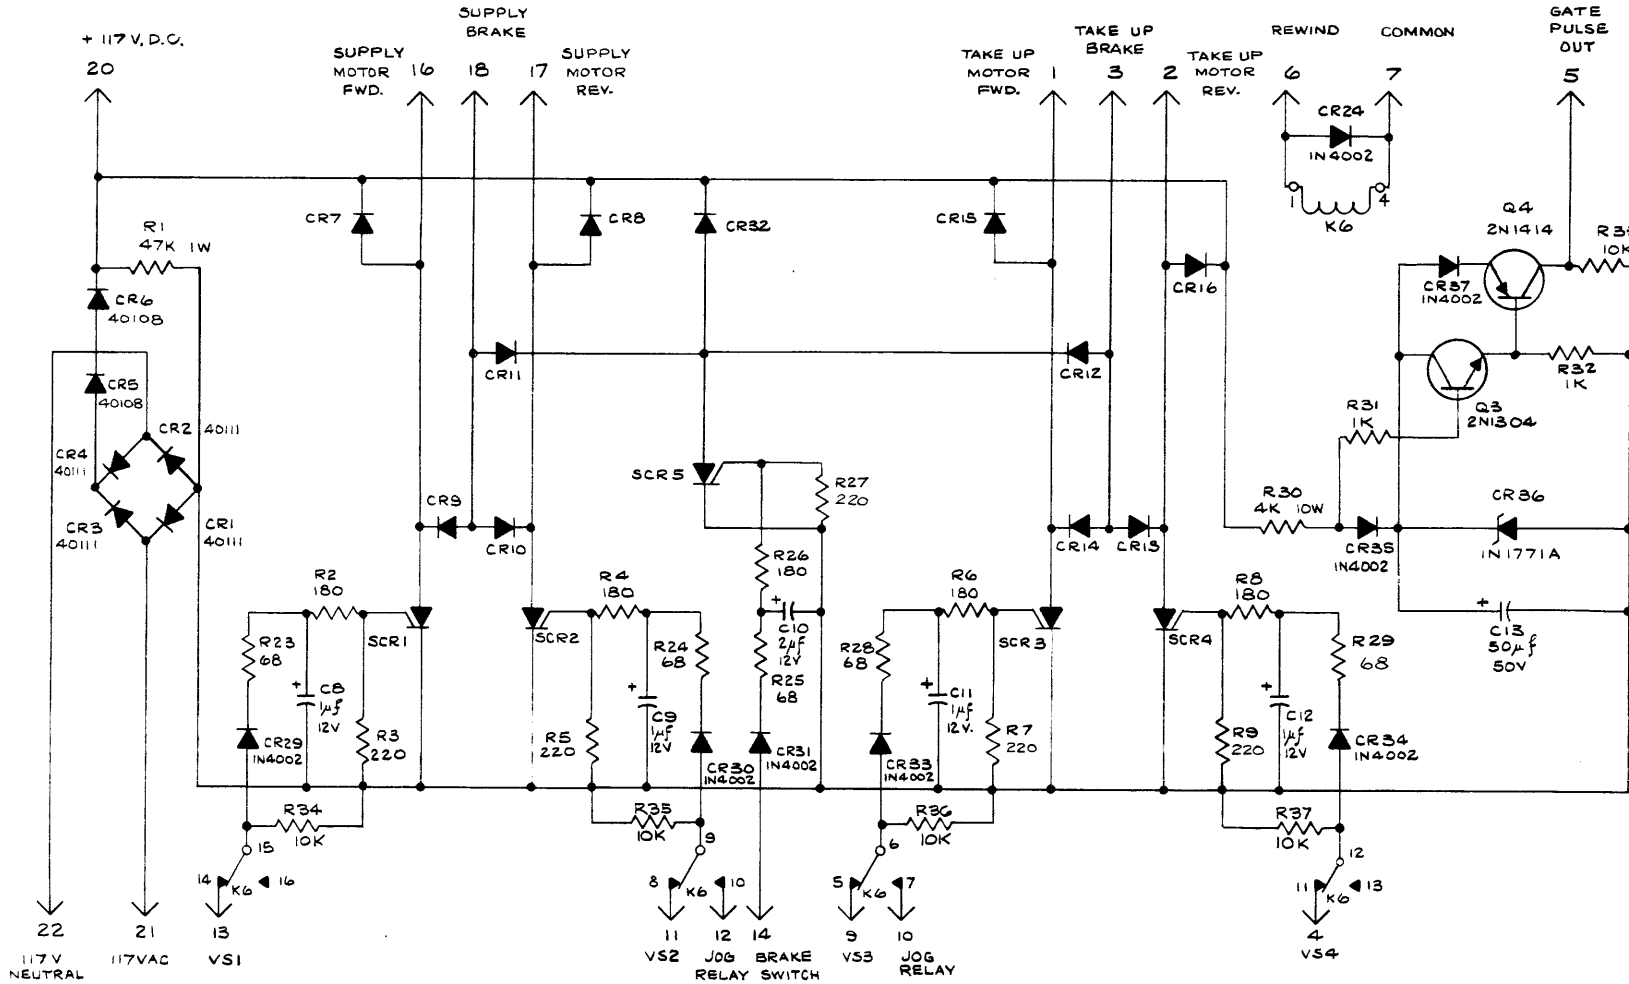 + 117 V. D.C.
20
SUPPLY
MOTOR
FWD.
16
SUPPLY
BRAKE
18
17
SUPPLY
MOTOR
REV.
TAKE UP
MOTOR
FWD.
1
TAKE UP
BRAKE
3
2
TAKE UP
MOTOR
REV.
REWIND
6
COMMON
7
GATE
PULSE
OUT
5
CR24
1N4002
1
4
K6
R1
47K 1W
CR7
CR8
CR32
CR15
CR16
Q4
2N1414
10K
CR37
1N4002
CR6
40108
CR5
40108
CR11
CR12
R32
1K
Q3
2N1304
R31
1K
CR2 40111
CR4
40111
CR3
40111
CR1
40111
SCR5
R27
220
CR9
CR10
CR14
CR13
R30
4K 10W
CR35
1N4002
CR36
1N1771A
R2
180
R4
180
R26
180
R6
180
R8
180
SCR1
SCR2
SCR3
SCR4
R23
68
R24
68
+
C10
2μf
12V
R25
68
R28
68
R29
68
+
C13
50μf
50V
+
C8
1μf
12V
R3
220
R5
220
+
C9
1μf
12V
+
C11
1μf
12V.
R7
220
R9
220
+
C12
1μf
12V
CR29
1N4002
CR30
1N4002
CR31
1N4002
CR33
1N4002
CR34
1N4002
R34
10K
R35
10K
R36
10K
R37
10K
15
14
K6
16
9
8
K6
10
6
5
K6
7
12
11
K6
13
22
117 V
NEUTRAL
21
117VAC
13
VS1
11
VS2
12
JOG
RELAY
14
BRAKE
SWITCH
9
VS3
10
JOG
RELAY
4
VS4